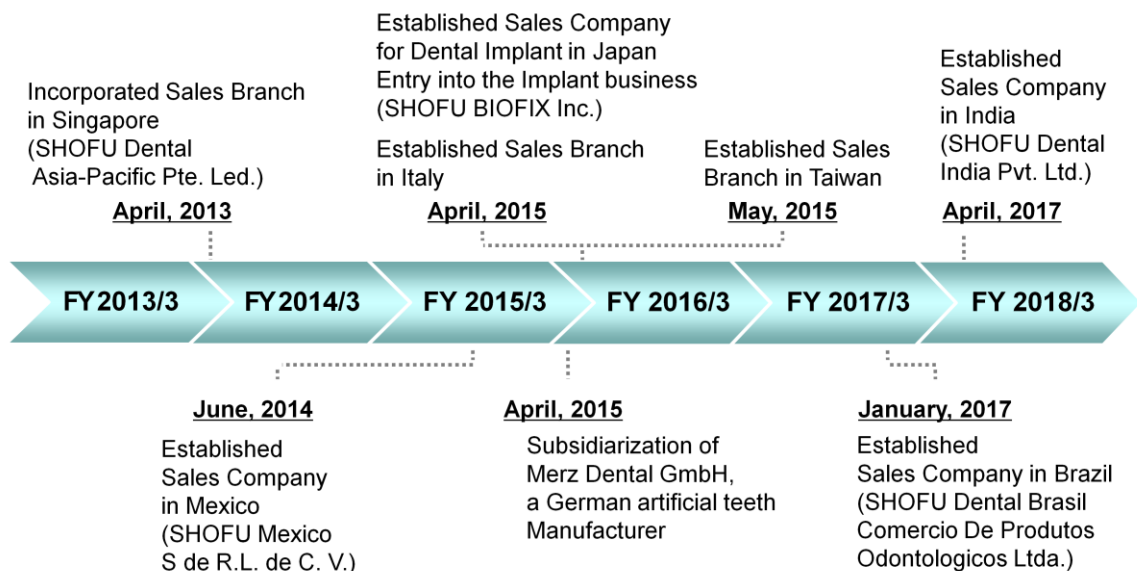 Incorporated Sales Branch
in Singapore
(SHOFU Dental
Asia-Pacific Pte. Led.)
April, 2013
Established Sales Company
for Dental Implant in Japan
Entry into the Implant business
(SHOFU BIOFIX Inc.)
Established Sales Branch
in Italy
April, 2015
Established Sales
Branch in Taiwan
May, 2015
Established
Sales Company
in India
(SHOFU Dental
India Pvt. Ltd.)
April, 2017
FY2013/3
FY2014/3
FY 2015/3
FY 2016/3
FY 2017/3
FY 2018/3
June, 2014
Established
Sales Company
in Mexico
(SHOFU Mexico
S de R.L. de C. V.)
April, 2015
Subsidiarization of
Merz Dental GmbH,
a German artificial teeth
Manufacturer
January, 2017
Established
Sales Company in Brazil
(SHOFU Dental Brasil
Comercio De Produtos
Odontologicos Ltda.)